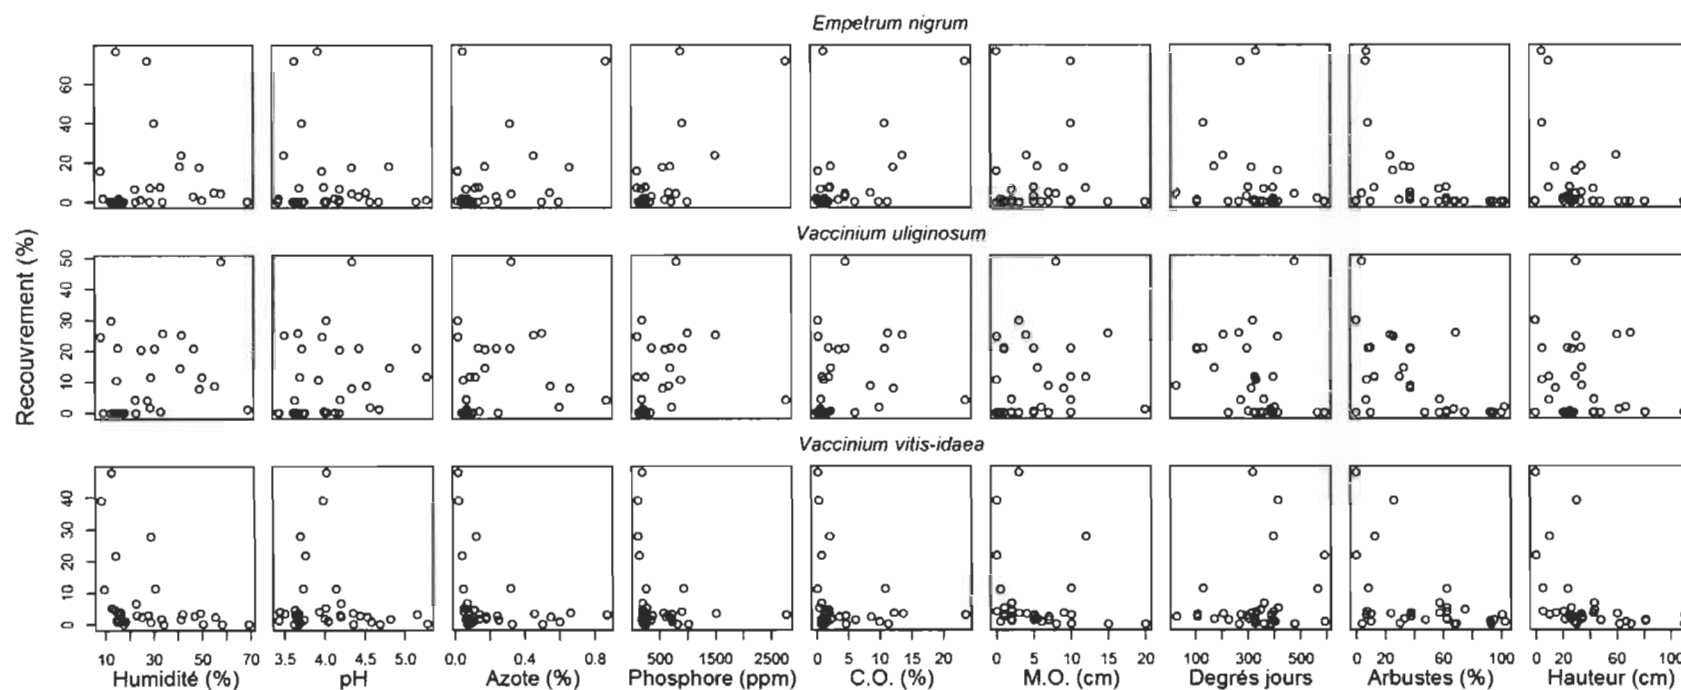 Empetrum nigrum
0 20 40 60
Vaccinium uliginosum
Recouvrement (%)
0 10 20 30 40 50
Vaccinium vitis-idaea
0 10 20 30 40
10 30 50 70 3.5 4.0 4.5 5.0 0.0 0.4 0.8 500 1500 2500 0 5 10 15 20 0 5 10 15 20 100 300 500 0 20 60 100 0 20 60 100
Humidité (%) pH Azote (%) Phosphore (ppm) C.O. (%) M.O. (cm) Degrés jours Arbustes (%) Hauteur (cm)